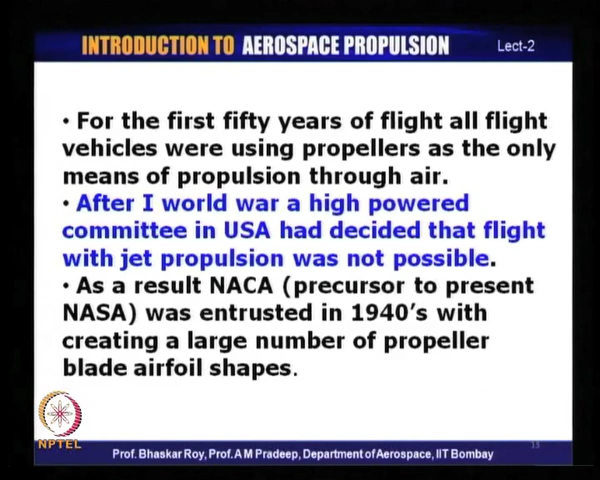 INTRODUCTION TO AEROSPACE PROPULSION
Lect-2
• For the first fifty years of flight all flight
vehicles were using propellers as the only
means of propulsion through air.
• After I world war a high powered
committee in USA had decided that flight
with jet propulsion was not possible.
• As a result NACA (precursor to present
NASA) was entrusted in 1940's with
creating a large number of propeller
blade airfoil shapes.
NPTEL
13
Prof. Bhaskar Roy, Prof. A M Pradeep, Department of Aerospace, IIT Bombay